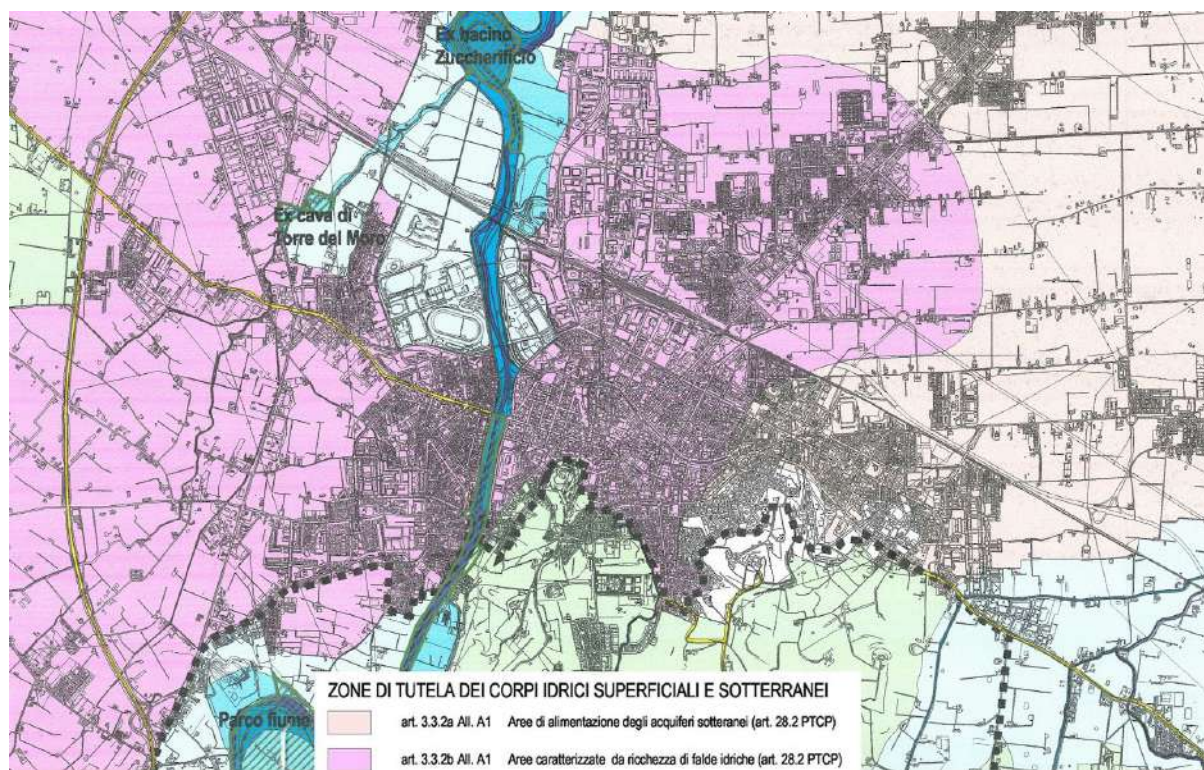 Ex bacino
Zuccherificio
Ex cava di
Torre del Moro
Parco fiume
ZONE DI TUTELA DEI CORPI IDRICI SUPERFICIALI E SOTTERRANEI
art. 3.3.2a All. A1 Aree di alimentazione degli acquiferi sotteranei (art. 28.2 PTCP)
art. 3.3.2b All. A1 Aree caratterizzate da ricchezza di falde idriche (art. 28.2 PTCP)